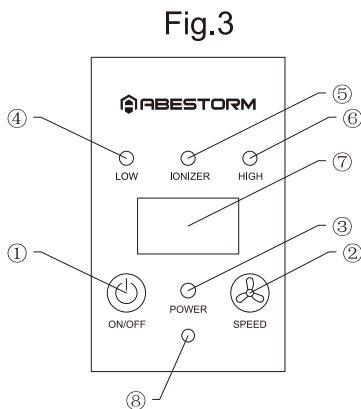 Fig.3
ABESTORM
④ ⑤ ⑥
LOW IONIZER HIGH
⑦
① ③ ②
POWER
ON/OFF SPEED
⑧